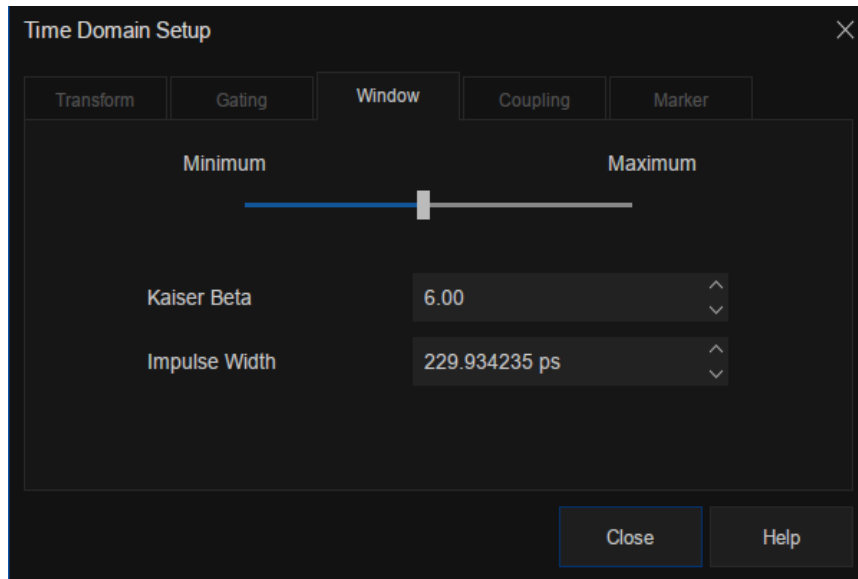 Time Domain Setup
Transform Gating Window Coupling Marker
Minimum Maximum
Kaiser Beta 6.00
Impulse Width 229.934235 ps
Close Help